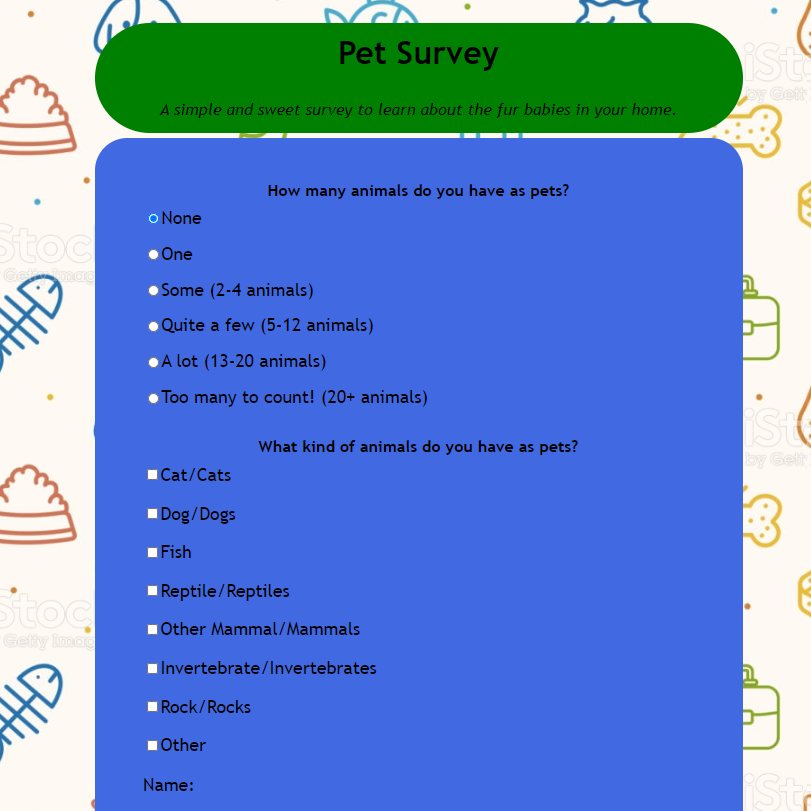 Pet Survey
A simple and sweet survey to learn about the fur babies in your home.
How many animals do you have as pets?
None
One
Some (2-4 animals)
Quite a few (5-12 animals)
A lot (13-20 animals)
Too many to count! (20+ animals)
What kind of animals do you have as pets?
Cat/Cats
Dog/Dogs
Fish
Reptile/Reptiles
Other Mammal/Mammals
Invertebrate/Invertebrates
Rock/Rocks
Other
Name: